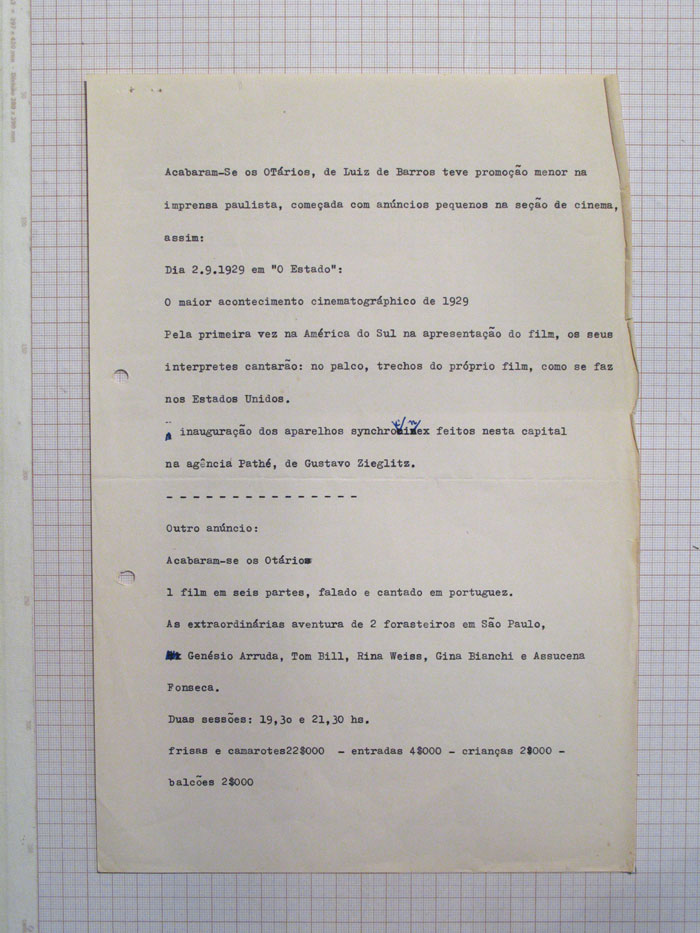 Acabaram-Se os OTários, de Luiz de Barros teve promoção menor na
imprensa paulista, começada com anúncios pequenos na seção de cinema,
assim:
Dia 2.9.1929 em "O Estado":
O maior acontecimento cinematográphico de 1929
Pela primeira vez na América do Sul na apresentação do film, os seus
interpretes cantarão: no palco, trechos do próprio film, como se faz
nos Estados Unidos.
inauguração dos aparelhos feitos nesta capital
na agência Pathé, de Gustavo Zieglitz.
- - - - - - - - - - - - - - -
Outro anúncio:
Acabaram-se os Otários
1 film em seis partes, falado e cantado em portuguez.
As extraordinárias aventura de 2 forasteiros em São Paulo,
Genésio Arruda, Tom Bill, Rina Weiss, Gina Bianchi e Assucena
Fonseca.
Duas sessões: 19,3o e 21,30 hs.
frisas e camarotes22$000 - entradas 4$000 - crianças 2$000 -
balcões 2$000